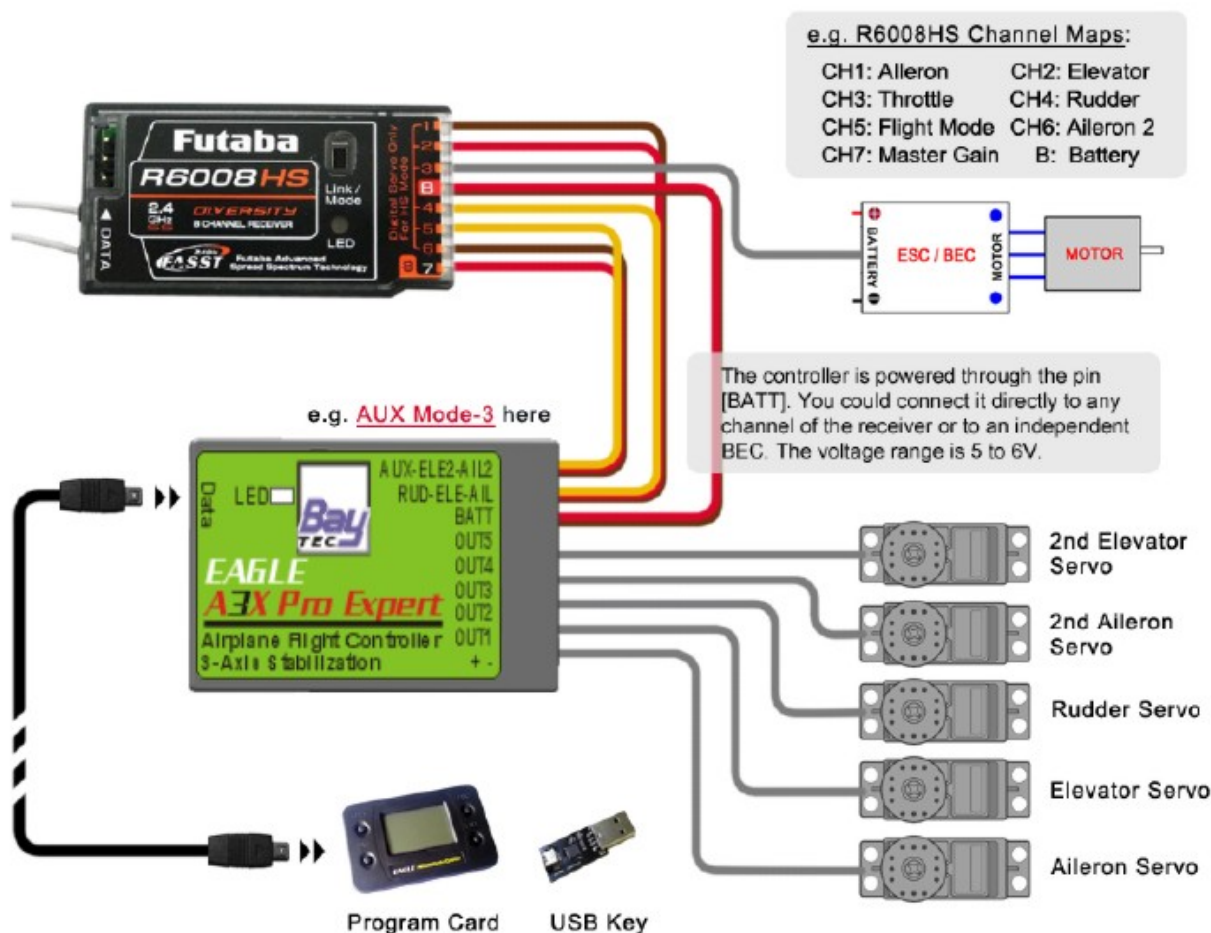 e.g. R6008HS Channel Maps:
CH1: Alleron CH2: Elevator
CH3: Throttle CH4: Rudder
CH5: Flight Mode CH6: Aileron 2
CH7: Master Gain B: Battery
Futaba
R6008HS
2.4
GHz
DIVERSITY
8 CHANNEL RECEIVER
FASST
Futaba Advanced
Spread Spectrum Technology
DATA
Link/
Mode
LED
Digital Servo Only
For HS Mode
1
2
3
B
4
5
6
7
BATTERY
ESC / BEC
MOTOR
MOTOR
The controller is powered through the pin
[BATT]. You could connect it directly to any
channel of the receiver or to an independent
BEC. The voltage range is 5 to 6V.
e.g. AUX Mode-3 here
Data
LED
Bay
TEC
EAGLE
A3X Pro Expert
Airplane Flight Controller
3-Axis Stabilization
AUX-ELE2-AIL2
RUD-ELE-AIL
BATT
OUT5
OUT4
OUT3
OUT2
OUT1
+ -
2nd Elevator
Servo
2nd Aileron
Servo
Rudder Servo
Elevator Servo
Aileron Servo
EAGLE
Program Card
USB Key